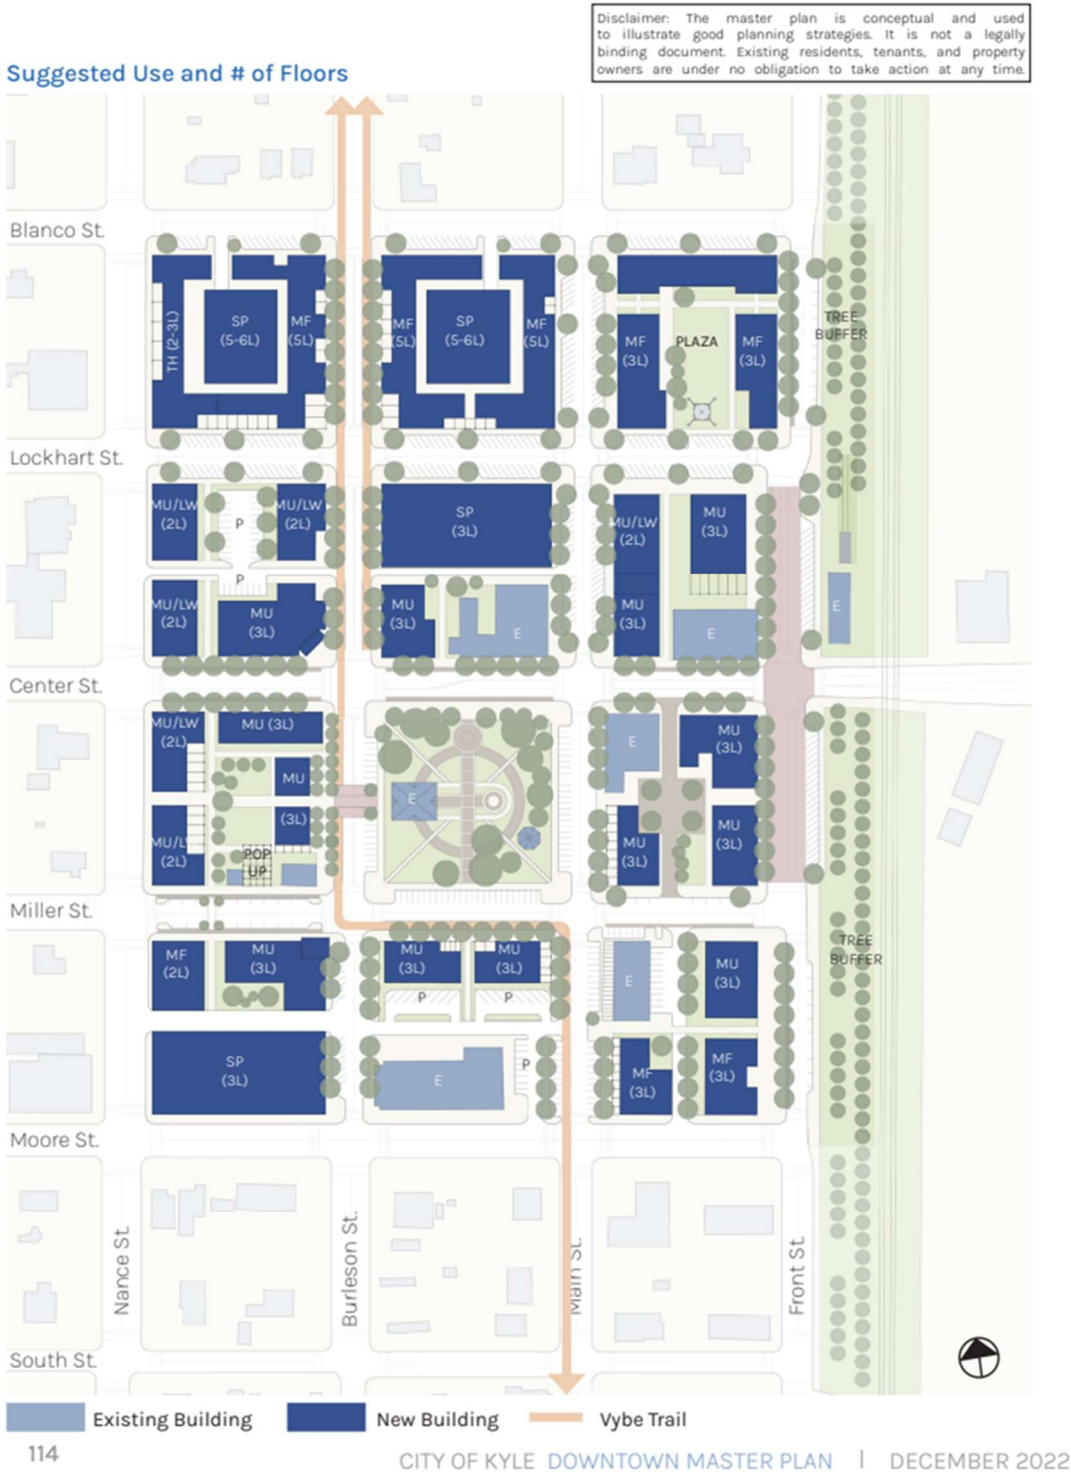 Disclaimer: The master plan is conceptual and used
to illustrate good planning strategies. It is not a legally
binding document. Existing residents, tenants, and property
owners are under no obligation to take action at any time.
Suggested Use and # of Floors
Blanco St.
TH (2-3L)
SP
(5-6L)
MF
(5L)
MF
(5L)
SP
(5-6L)
MF
(5L)
MF
(3L)
PLAZA
MF
(3L)
TREE
BUFFER
Lockhart St.
MU/LW
(2L)
P
MU/LW
(2L)
SP
(3L)
MU/LW
(2L)
MU
(3L)
P
MU/LW
(2L)
MU
(3L)
MU
(3L)
E
MU
(3L)
E
E
Center St.
MU/LW
(2L)
MU (3L)
MU
(3L)
E
E
MU
(3L)
MU/L
(2L)
POP
UP
MU
(3L)
MU
(3L)
Miller St.
MF
(2L)
MU
(3L)
MU
(3L)
MU
(3L)
P
P
E
MU
(3L)
TREE
BUFFER
SP
(3L)
E
P
MF
(3L)
MF
(3L)
Moore St.
Nance St.
Burleson St.
Main St.
Front St.
South St.
Existing Building
New Building
Vybe Trail
114
CITY OF KYLE DOWNTOWN MASTER PLAN | DECEMBER 2022